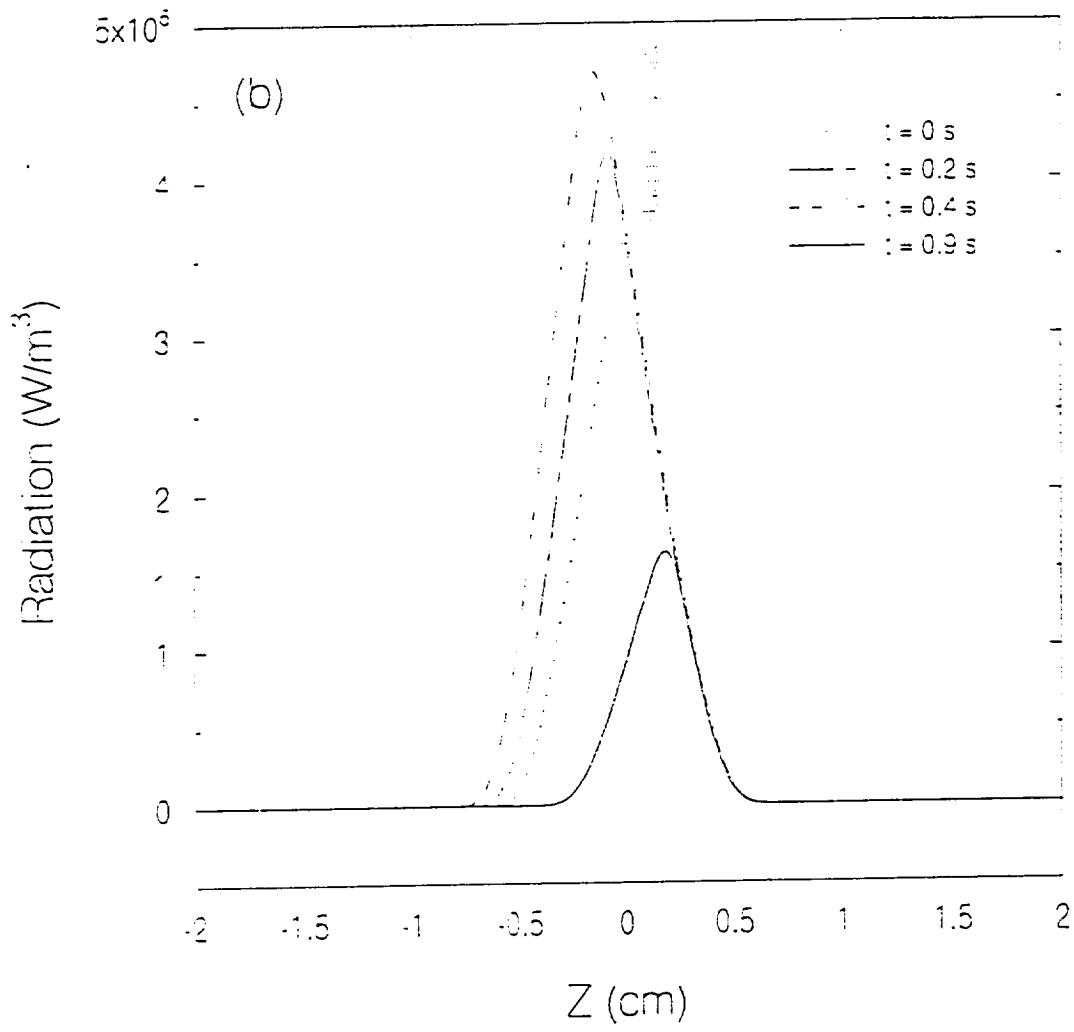 5x10⁶
(b)
t = 0 s
t = 0.2 s
t = 0.4 s
t = 0.9 s
4
3
2
1
0
Radiation (W/m³)
-2 -1.5 -1 -0.5 0 0.5 1 1.5 2
Z (cm)